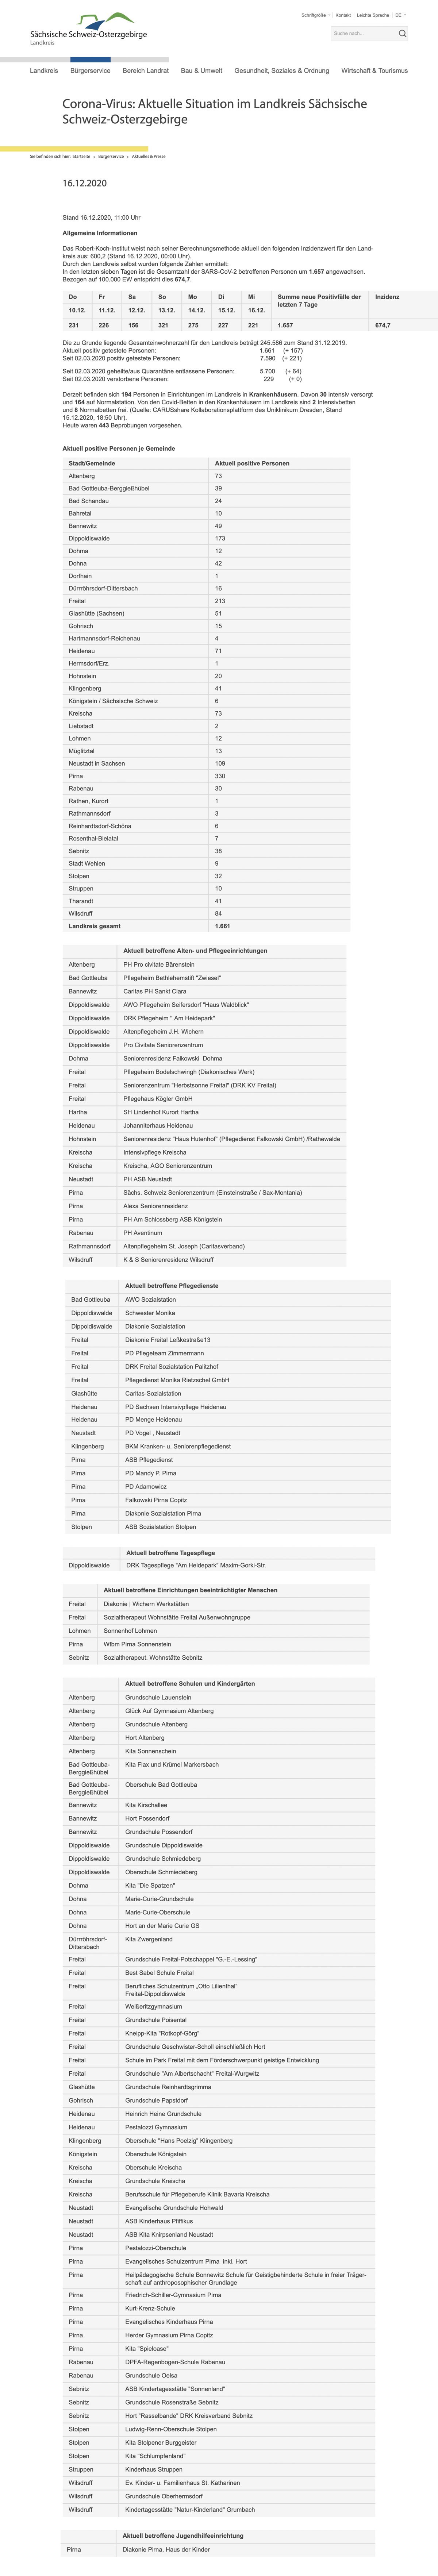 Schriftgröße
Kontakt
Leichte Sprache
DE
Sächsische Schweiz-Osterzgebirge
Landkreis
Suche nach...
Landkreis
Bürgerservice
Bereich Landrat
Bau & Umwelt
Gesundheit, Soziales & Ordnung
Wirtschaft & Tourismus
Corona-Virus: Aktuelle Situation im Landkreis Sächsische
Schweiz-Osterzgebirge
Sie befinden sich hier: Startseite > Bürgerservice > Aktuelles & Presse
16.12.2020
Stand 16.12.2020, 11:00 Uhr
Allgemeine Informationen
Das Robert-Koch-Institut weist nach seiner Berechnungsmethode aktuell den folgenden Inzidenzwert für den Land-
kreis aus: 600,2 (Stand 16.12.2020, 00:00 Uhr).
Durch den Landkreis selbst wurden folgende Zahlen ermittelt:
In den letzten sieben Tagen ist die Gesamtzahl der SARS-CoV-2 betroffenen Personen um 1.657 angewachsen.
Bezogen auf 100.000 EW entspricht dies 674,7.
Do Fr Sa So Mo Di Mi Summe neue Positivfälle der Inzidenz
letzten 7 Tage
10.12. 11.12. 12.12. 13.12. 14.12. 15.12. 16.12.
231 226 156 321 275 227 221 1.657 674,7
Die zu Grunde liegende Gesamteinwohnerzahl für den Landkreis beträgt 245.586 zum Stand 31.12.2019.
Aktuell positiv getestete Personen: 1.661 (+ 157)
Seit 02.03.2020 positiv getestete Personen: 7.590 (+ 221)
Seit 02.03.2020 geheilte/aus Quarantäne entlassene Personen: 5.700 (+ 64)
Seit 02.03.2020 verstorbene Personen: 229 (+ 0)
Derzeit befinden sich 194 Personen in Einrichtungen im Landkreis in Krankenhäusern. Davon 30 intensiv versorgt
und 164 auf Normalstation. Von den Covid-Betten in den Krankenhäusern im Landkreis sind 2 Intensivbetten
und 8 Normalbetten frei. (Quelle: CARUSshare Kollaborationsplattform des Uniklinikum Dresden, Stand
15.12.2020, 18:50 Uhr).
Heute waren 443 Beprobungen vorgesehen.
Aktuell positive Personen je Gemeinde
Stadt/Gemeinde Aktuell positive Personen
Altenberg 73
Bad Gottleuba-Berggießhübel 39
Bad Schandau 24
Bahretal 10
Bannewitz 49
Dippoldiswalde 173
Dohma 12
Dohna 42
Dorfhain 1
Dürrröhrsdorf-Dittersbach 16
Freital 213
Glashütte (Sachsen) 51
Gohrisch 15
Hartmannsdorf-Reichenau 4
Heidenau 71
Hermsdorf/Erz. 1
Hohnstein 20
Klingenberg 41
Königstein / Sächsische Schweiz 6
Kreischa 73
Liebstadt 2
Lohmen 12
Müglitztal 13
Neustadt in Sachsen 109
Pirna 330
Rabenau 30
Rathen, Kurort 1
Rathmannsdorf 3
Reinhardtsdorf-Schöna 6
Rosenthal-Bielatal 7
Sebnitz 38
Stadt Wehlen 9
Stolpen 32
Struppen 10
Tharandt 41
Wilsdruff 84
Landkreis gesamt 1.661
Aktuell betroffene Alten- und Pflegeeinrichtungen
Altenberg PH Pro civitate Bärenstein
Bad Gottleuba Pflegeheim Bethlehemstift "Zwiesel"
Bannewitz Caritas PH Sankt Clara
Dippoldiswalde AWO Pflegeheim Seifersdorf "Haus Waldblick"
Dippoldiswalde DRK Pflegeheim " Am Heidepark"
Dippoldiswalde Altenpflegeheim J.H. Wichern
Dippoldiswalde Pro Civitate Seniorenzentrum
Dohma Seniorenresidenz Falkowski Dohma
Freital Pflegeheim Bodelschwingh (Diakonisches Werk)
Freital Seniorenzentrum "Herbstsonne Freital" (DRK KV Freital)
Freital Pflegehaus Kögler GmbH
Hartha SH Lindenhof Kurort Hartha
Heidenau Johanniterhaus Heidenau
Hohnstein Seniorenresidenz "Haus Hutenhof" (Pflegedienst Falkowski GmbH) /Rathewalde
Kreischa Intensivpflege Kreischa
Kreischa Kreischa, AGO Seniorenzentrum
Neustadt PH ASB Neustadt
Pirna Sächs. Schweiz Seniorenzentrum (Einsteinstraße / Sax-Montania)
Pirna Alexa Seniorenresidenz
Pirna PH Am Schlossberg ASB Königstein
Rabenau PH Aventinum
Rathmannsdorf Altenpflegeheim St. Joseph (Caritasverband)
Wilsdruff K & S Seniorenresidenz Wilsdruff
Aktuell betroffene Pflegedienste
Bad Gottleuba AWO Sozialstation
Dippoldiswalde Schwester Monika
Dippoldiswalde Diakonie Sozialstation
Freital Diakonie Freital Leßkestraße13
Freital PD Pflegeteam Zimmermann
Freital DRK Freital Sozialstation Palitzhof
Freital Pflegedienst Monika Rietzschel GmbH
Glashütte Caritas-Sozialstation
Heidenau PD Sachsen Intensivpflege Heidenau
Heidenau PD Menge Heidenau
Neustadt PD Vogel , Neustadt
Klingenberg BKM Kranken- u. Seniorenpflegedienst
Pirna ASB Pflegedienst
Pirna PD Mandy P. Pirna
Pirna PD Adamowicz
Pirna Falkowski Pirna Copitz
Pirna Diakonie Sozialstation Pirna
Stolpen ASB Sozialstation Stolpen
Aktuell betroffene Tagespflege
Dippoldiswalde DRK Tagespflege "Am Heidepark" Maxim-Gorki-Str.
Aktuell betroffene Einrichtungen beeinträchtigter Menschen
Freital Diakonie | Wichern Werkstätten
Freital Sozialtherapeut Wohnstätte Freital Außenwohngruppe
Lohmen Sonnenhof Lohmen
Pirna Wfbm Pirna Sonnenstein
Sebnitz Sozialtherapeut. Wohnstätte Sebnitz
Aktuell betroffene Schulen und Kindergärten
Altenberg Grundschule Lauenstein
Altenberg Glück Auf Gymnasium Altenberg
Altenberg Grundschule Altenberg
Altenberg Hort Altenberg
Altenberg Kita Sonnenschein
Bad Gottleuba- Kita Flax und Krümel Markersbach
Berggießhübel
Bad Gottleuba- Oberschule Bad Gottleuba
Berggießhübel
Bannewitz Kita Kirschallee
Bannewitz Hort Possendorf
Bannewitz Grundschule Possendorf
Dippoldiswalde Grundschule Dippoldiswalde
Dippoldiswalde Grundschule Schmiedeberg
Dippoldiswalde Oberschule Schmiedeberg
Dohma Kita "Die Spatzen"
Dohna Marie-Curie-Grundschule
Dohna Marie-Curie-Oberschule
Dohna Hort an der Marie Curie GS
Dürrröhrsdorf- Kita Zwergenland
Dittersbach
Freital Grundschule Freital-Potschappel "G.-E.-Lessing"
Freital Best Sabel Schule Freital
Freital Berufliches Schulzentrum „Otto Lilienthal"
Freital-Dippoldiswalde
Freital Weißeritzgymnasium
Freital Grundschule Poisental
Freital Kneipp-Kita "Rotkopf-Görg"
Freital Grundschule Geschwister-Scholl einschließlich Hort
Freital Schule im Park Freital mit dem Förderschwerpunkt geistige Entwicklung
Freital Grundschule "Am Albertschacht" Freital-Wurgwitz
Glashütte Grundschule Reinhardtsgrimma
Gohrisch Grundschule Papstdorf
Heidenau Heinrich Heine Grundschule
Heidenau Pestalozzi Gymnasium
Klingenberg Oberschule "Hans Poelzig" Klingenberg
Königstein Oberschule Königstein
Kreischa Oberschule Kreischa
Kreischa Grundschule Kreischa
Kreischa Berufsschule für Pflegeberufe Klinik Bavaria Kreischa
Neustadt Evangelische Grundschule Hohwald
Neustadt ASB Kinderhaus Pfiffikus
Neustadt ASB Kita Knirpsenland Neustadt
Pirna Pestalozzi-Oberschule
Pirna Evangelisches Schulzentrum Pirna inkl. Hort
Pirna Heilpädagogische Schule Bonnewitz Schule für Geistigbehinderte Schule in freier Träger-
schaft auf anthroposophischer Grundlage
Pirna Friedrich-Schiller-Gymnasium Pirna
Pirna Kurt-Krenz-Schule
Pirna Evangelisches Kinderhaus Pirna
Pirna Herder Gymnasium Pirna Copitz
Pirna Kita "Spieloase"
Rabenau DPFA-Regenbogen-Schule Rabenau
Rabenau Grundschule Oelsa
Sebnitz ASB Kindertagesstätte "Sonnenland"
Sebnitz Grundschule Rosenstraße Sebnitz
Sebnitz Hort "Rasselbande" DRK Kreisverband Sebnitz
Stolpen Ludwig-Renn-Oberschule Stolpen
Stolpen Kita Stolpener Burggeister
Stolpen Kita "Schlumpfenland"
Struppen Kinderhaus Struppen
Wilsdruff Ev. Kinder- u. Familienhaus St. Katharinen
Wilsdruff Grundschule Oberhermsdorf
Wilsdruff Kindertagesstätte "Natur-Kinderland" Grumbach
Aktuell betroffene Jugendhilfeeinrichtung
Pirna Diakonie Pirna, Haus der Kinder